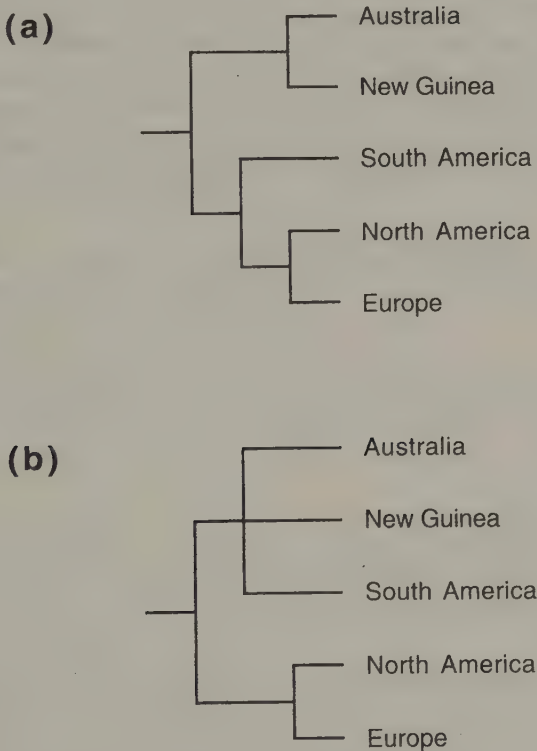 (a)
Australia
New Guinea
South America
North America
Europe
(b)
Australia
New Guinea
South America
North America
Europe